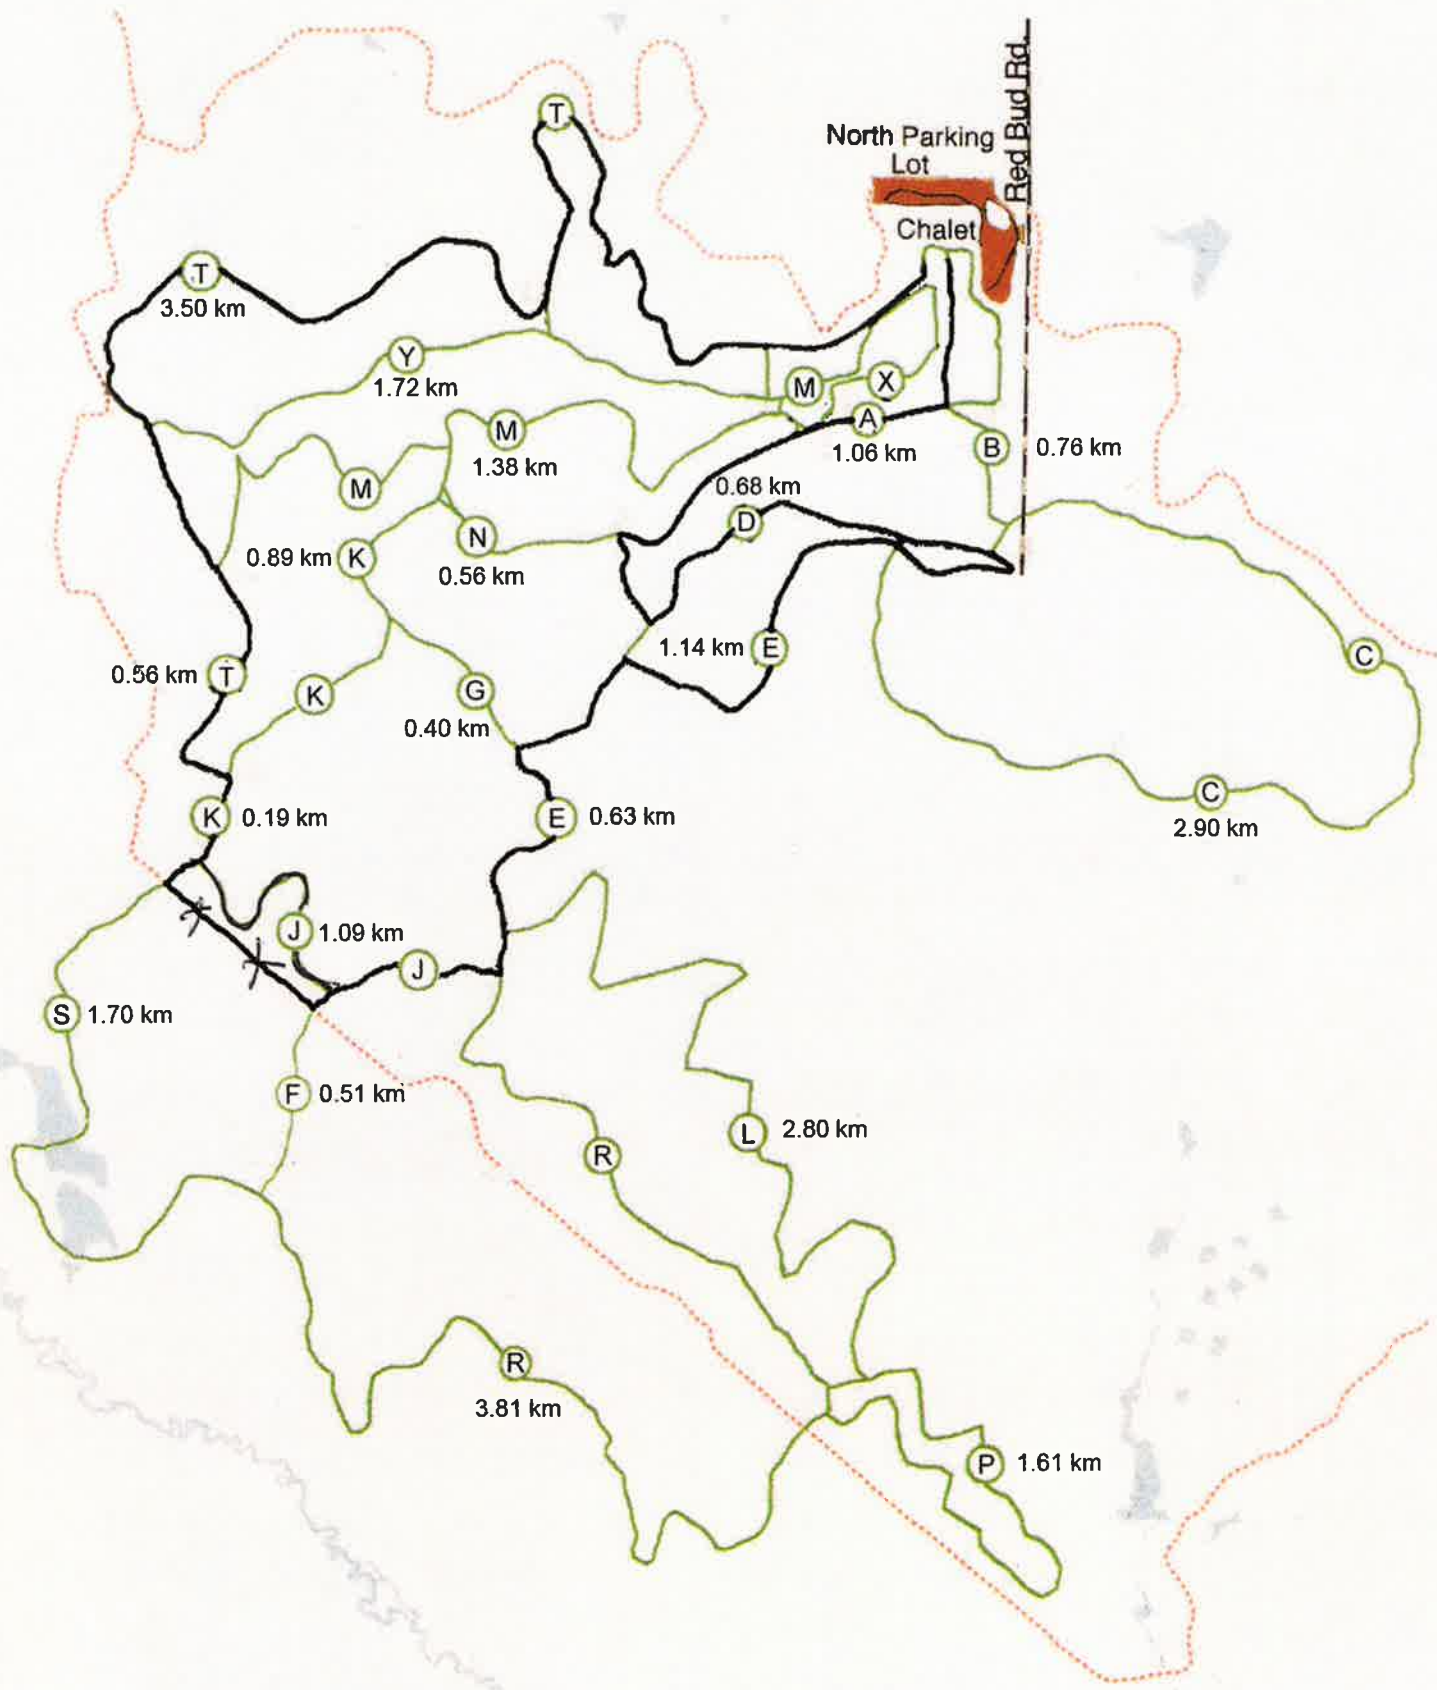 Red Bud Rd.
T
North Parking
Lot
Chalet
T
3.50 km
Y
1.72 km
M
X
A
1.06 km
M
1.38 km
B
0.76 km
M
0.68 km
D
N
0.56 km
0.89 km
K
1.14 km
E
C
0.56 km
T
K
G
0.40 km
C
2.90 km
K
0.19 km
E
0.63 km
J
1.09 km
J
S
1.70 km
F
0.51 km
L
2.80 km
R
R
3.81 km
P
1.61 km